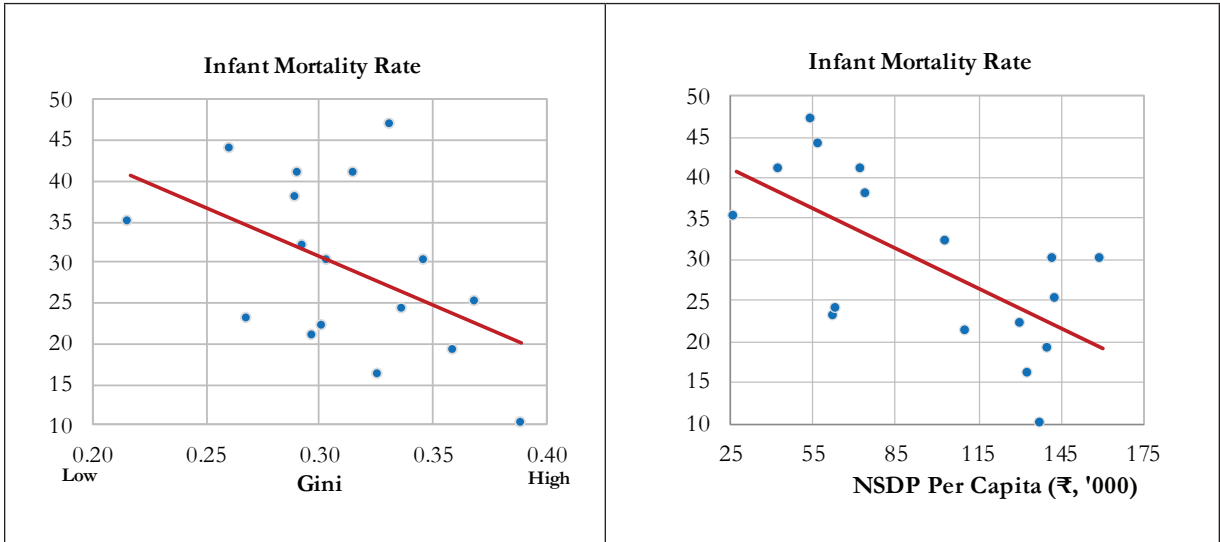 Infant Mortality Rate
50
45
40
35
30
25
20
15
10
0.20 0.25 0.30 0.35 0.40
Low High
Gini
Infant Mortality Rate
50
45
40
35
30
25
20
15
10
25 55 85 115 145 175
NSDP Per Capita (₹, '000)